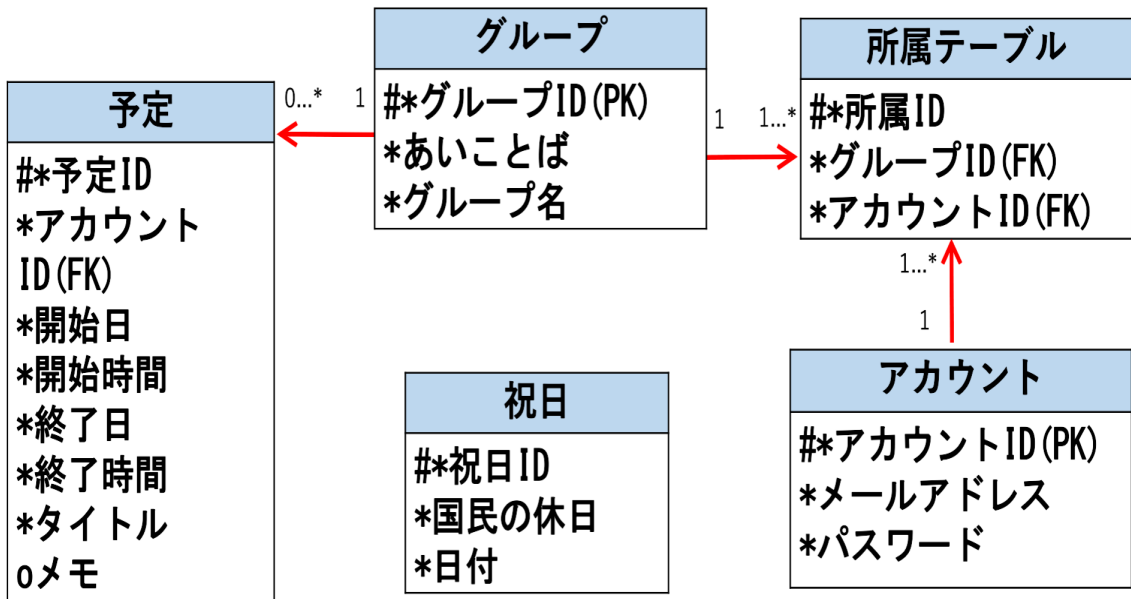 予定
#*予定ID
*アカウント
ID(FK)
*開始日
*開始時間
*終了日
*終了時間
*タイトル
oメモ
0...*
1
グループ
#*グループID(PK)
*あいことば
*グループ名
1
1...*
所属テーブル
#*所属ID
*グループID(FK)
*アカウントID(FK)
1...*
1
祝日
#*祝日ID
*国民の休日
*日付
アカウント
#*アカウントID(PK)
*メールアドレス
*パスワード